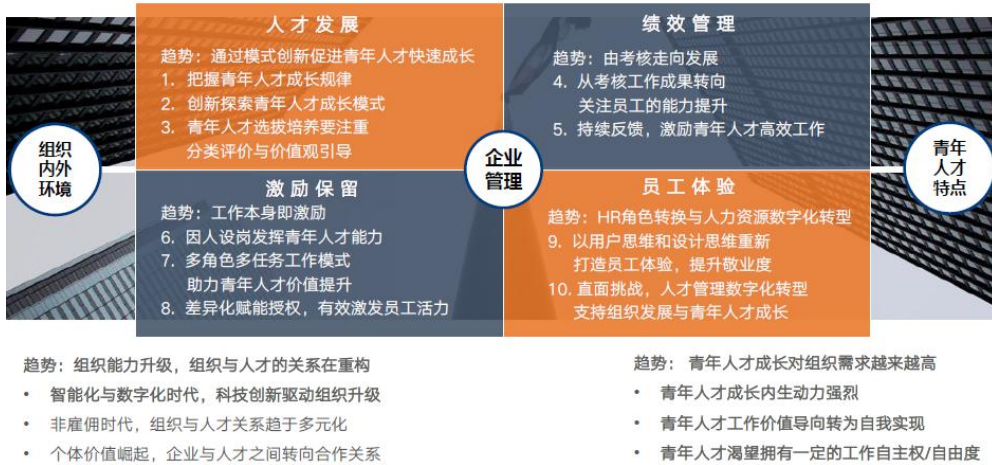 人才发展
趋势：通过模式创新促进青年人才快速成长
1. 把握青年人才成长规律
2. 创新探索青年人才成长模式
3. 青年人才选拔培养要注重
分类评价与价值观引导
绩效管理
趋势：由考核走向发展
4. 从考核工作成果转向
关注员工的能力提升
5. 持续反馈，激励青年人才高效工作
组织
内外
环境
企业
管理
青年
人才
特点
激励保留
趋势：工作本身即激励
6. 因人设岗发挥青年人才能力
7. 多角色多任务工作模式
助力青年人才价值提升
8. 差异化赋能授权，有效激发员工活力
员工体验
趋势：HR角色转换与人力资源数字化转型
9. 以用户思维和设计思维重新
打造员工体验，提升敬业度
10. 直面挑战，人才管理数字化转型
支持组织发展与青年人才成长
趋势：组织能力升级，组织与人才的关系在重构
• 智能化与数字化时代，科技创新驱动组织升级
• 非雇佣时代，组织与人才关系趋于多元化
• 个体价值崛起，企业与人才之间转向合作关系
趋势： 青年人才成长对组织需求越来越高
• 青年人才成长内生动力强烈
• 青年人才工作价值导向转为自我实现
• 青年人才渴望拥有一定的工作自主权/自由度